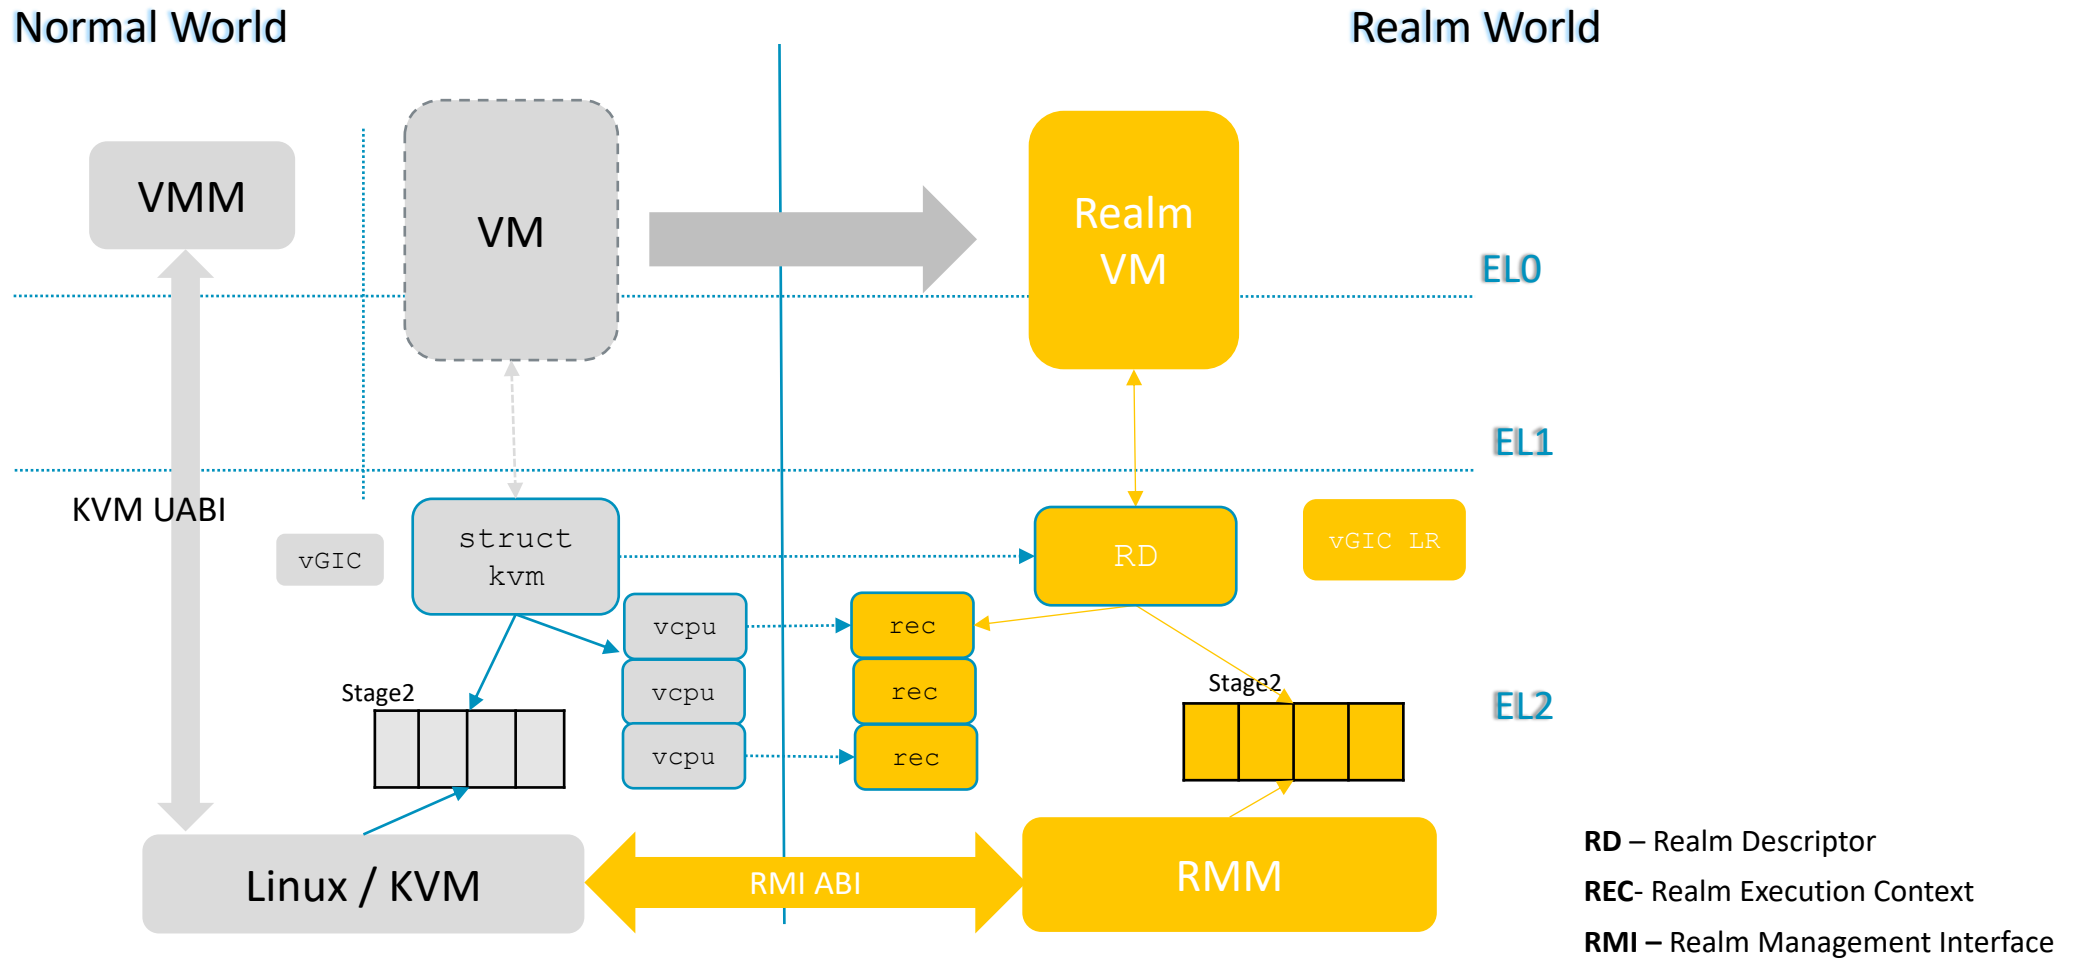 Normal World
Realm World
VMM
VM
Realm
VM
EL0
EL1
KVM UABI
vGIC
struct
kvm
RD
vGIC LR
vcpu
rec
vcpu
rec
Stage2
Stage2
EL2
vcpu
rec
Linux / KVM
RMI ABI
RMM
RD – Realm Descriptor
REC- Realm Execution Context
RMI – Realm Management Interface